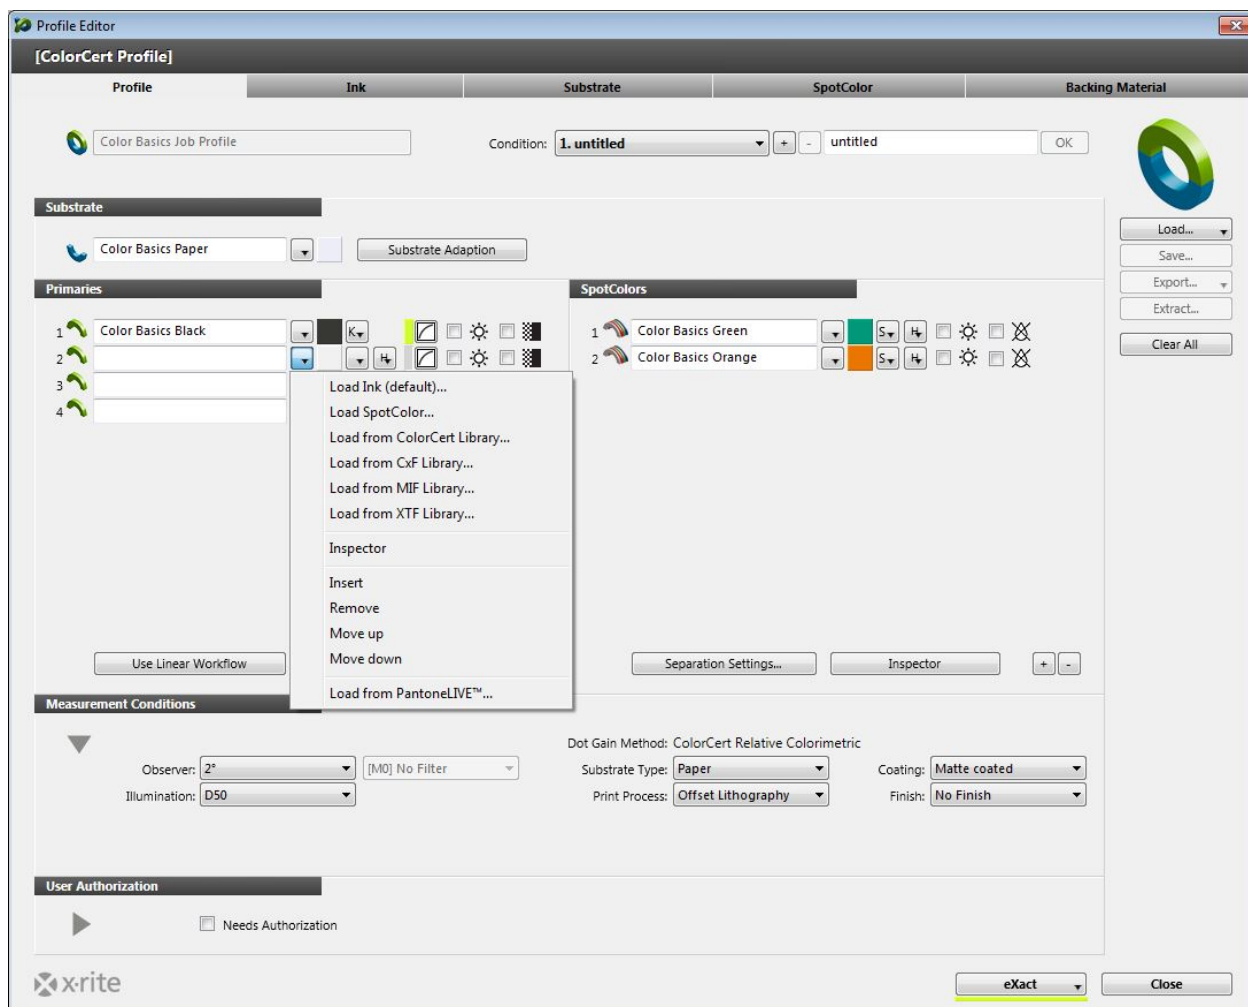 Profile Editor
[ColorCert Profile]
Profile Ink Substrate SpotColor Backing Material
Color Basics Job Profile Condition: 1. untitled + - untitled OK
Substrate
Load...
Color Basics Paper Substrate Adaption
Save...
Export...
Primaries SpotColors
Extract...
1 Color Basics Black K 1 Color Basics Green S H
Clear All
2 H 2 Color Basics Orange S H
3
4
Load Ink (default)...
Load SpotColor...
Load from ColorCert Library...
Load from CxF Library...
Load from MIF Library...
Load from XTF Library...
Inspector
Insert
Remove
Move up
Move down
Load from PantoneLIVE™...
Use Linear Workflow Separation Settings... Inspector + -
Measurement Conditions
Dot Gain Method: ColorCert Relative Colorimetric
Observer: 2° [M0] No Filter Substrate Type: Paper Coating: Matte coated
Illumination: D50 Print Process: Offset Lithography Finish: No Finish
User Authorization
Needs Authorization
x·rite eXact Close